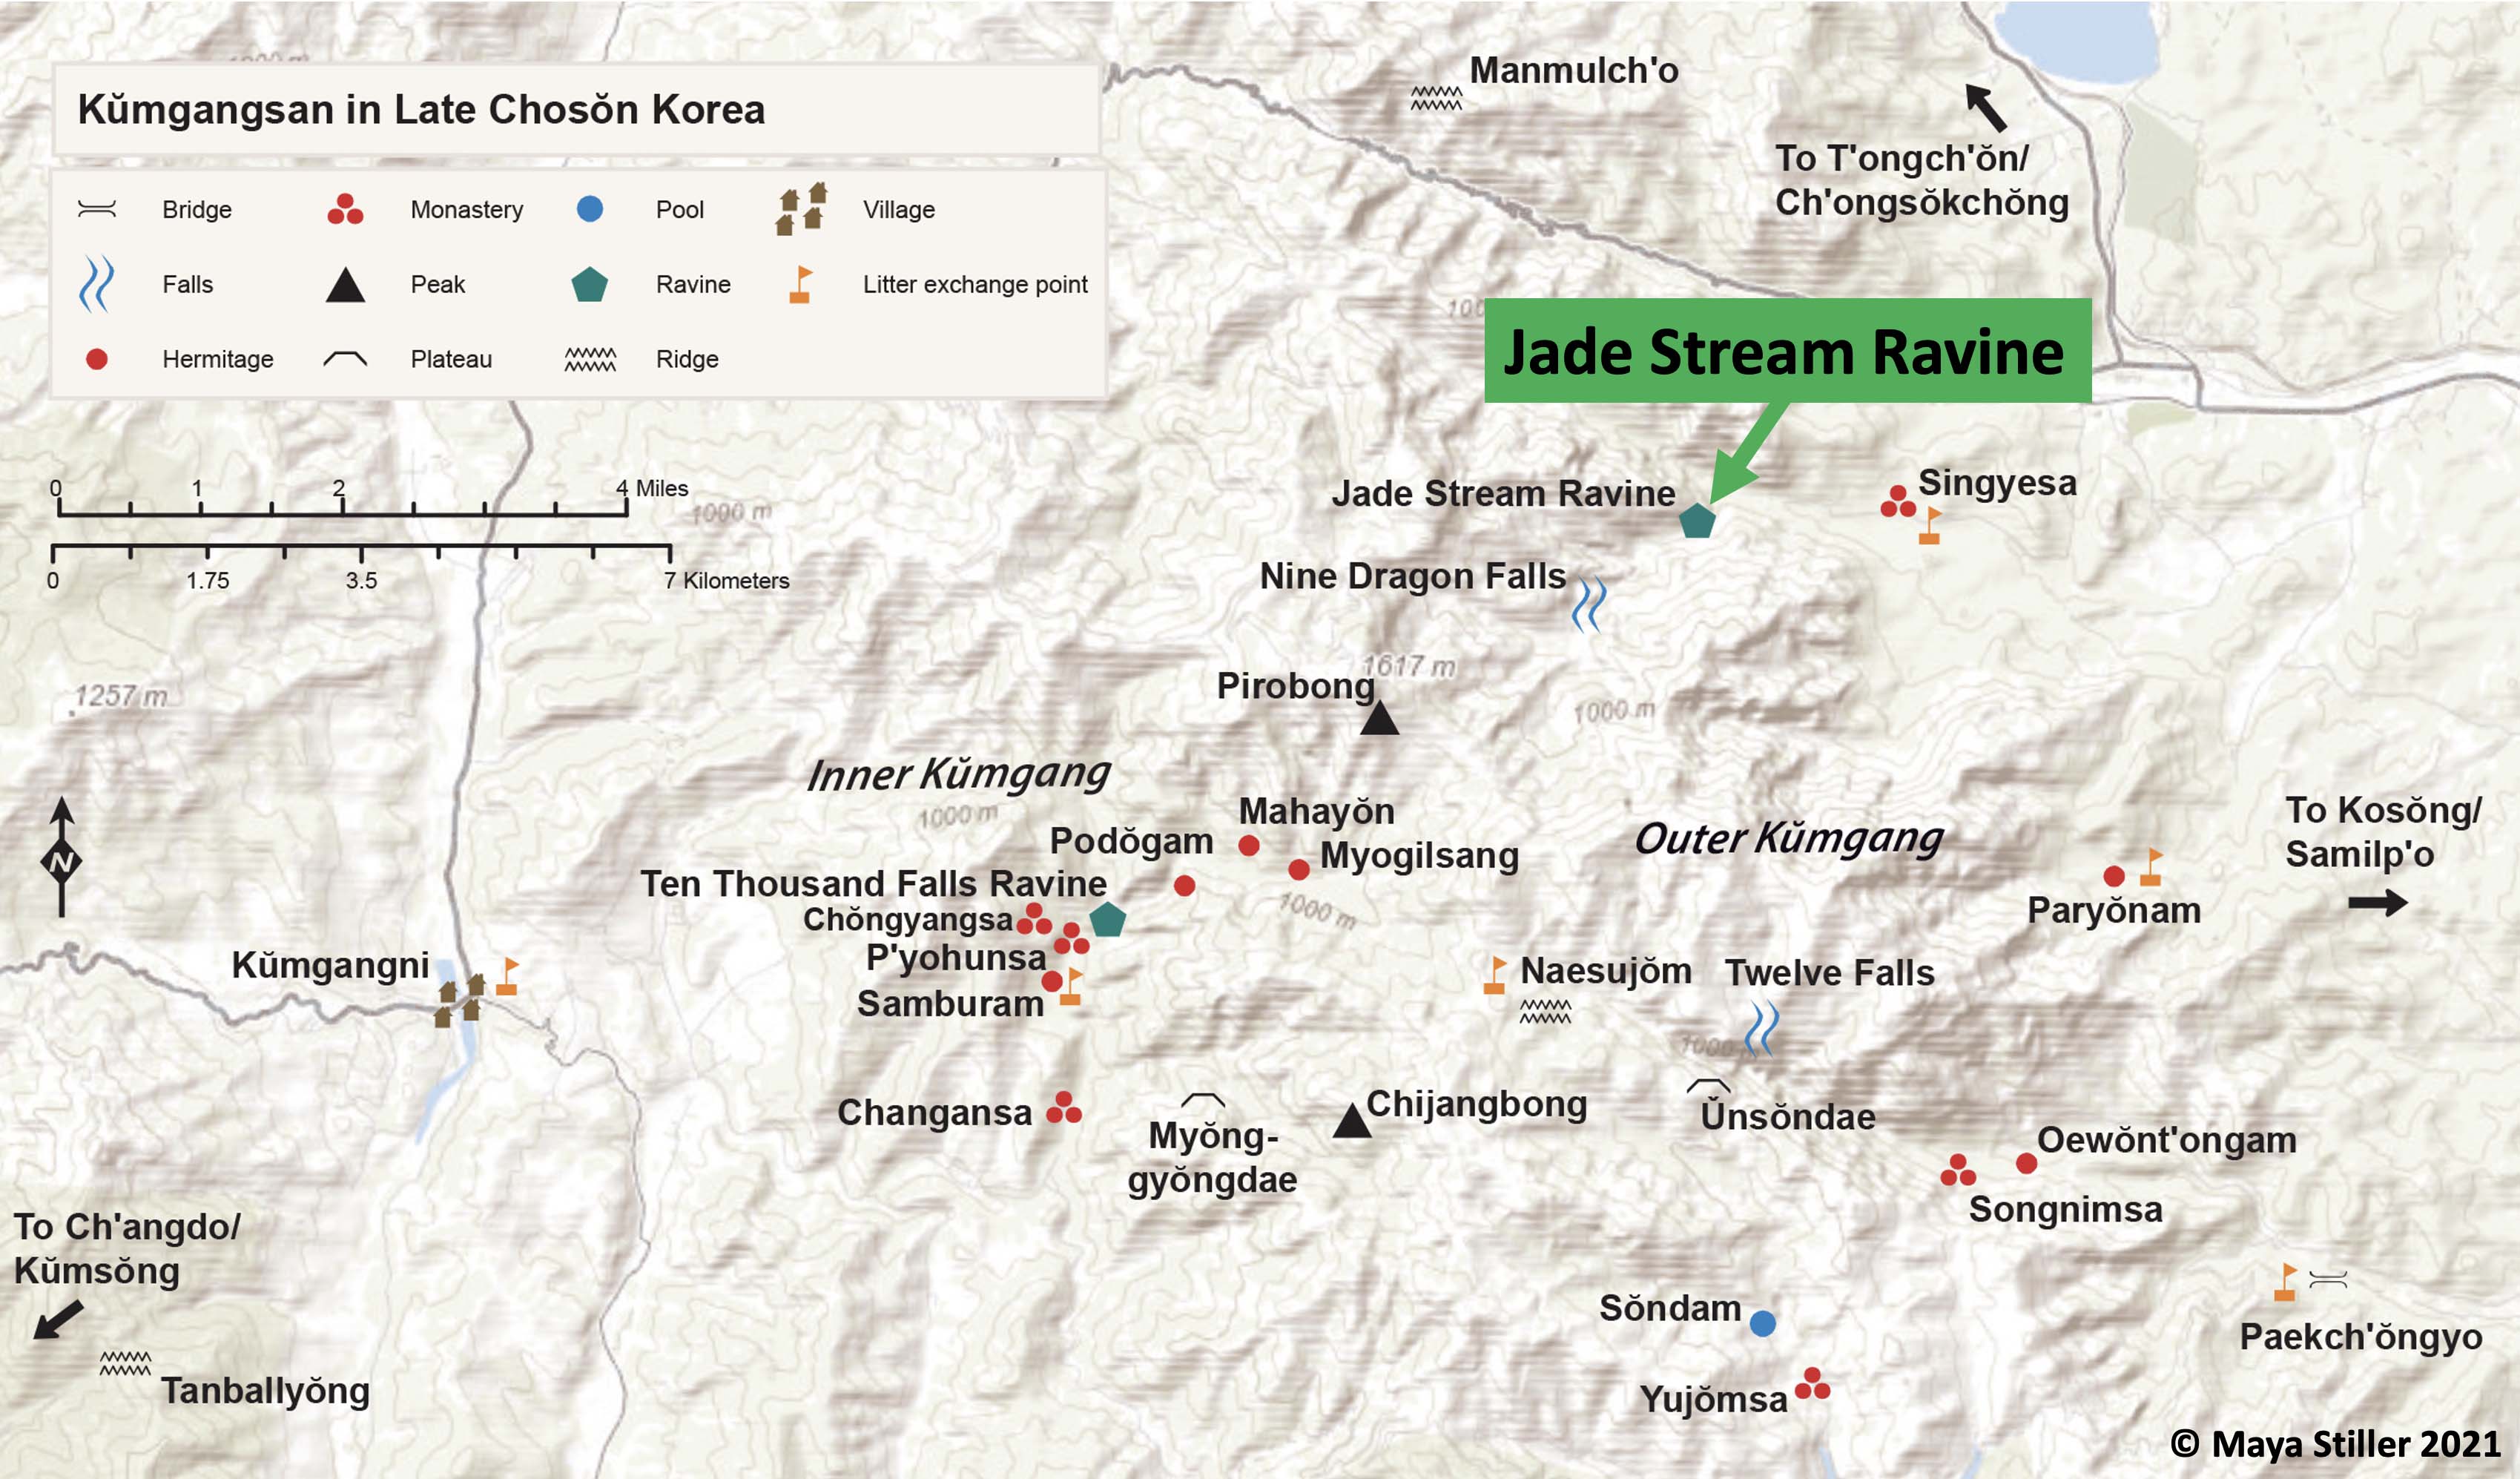 Kŭmgangsan in Late Chosŏn Korea
Bridge
Monastery
Pool
Village
Falls
Peak
Ravine
Litter exchange point
Hermitage
Plateau
Ridge
0 1 2 4 Miles
0 1.75 3.5 7 Kilometers
Manmulch'o
To T'ongch'ŏn/
Ch'ongsŏkchŏng
Jade Stream Ravine
Jade Stream Ravine
Singyesa
1000 m
Nine Dragon Falls
1617 m
Pirobong
1257 m
1000 m
Inner Kŭmgang
1000 m
Mahayŏn
Podŏgam
Myogilsang
Outer Kŭmgang
To Kosŏng/
Samilp'o
N
Ten Thousand Falls Ravine
1000 m
Chŏngyangsa
Paryŏnam
P'yohunsa
Kŭmgangni
Samburam
Naesujŏm
Twelve Falls
1000
Changansa
Myŏng-
gyŏngdae
Chijangbong
Ŭnsŏndae
Oewŏnt'ongam
Songnimsa
To Ch'angdo/
Kŭmsŏng
Sŏndam
Paekch'ŏngyo
Tanballyŏng
Yujŏmsa
© Maya Stiller 2021